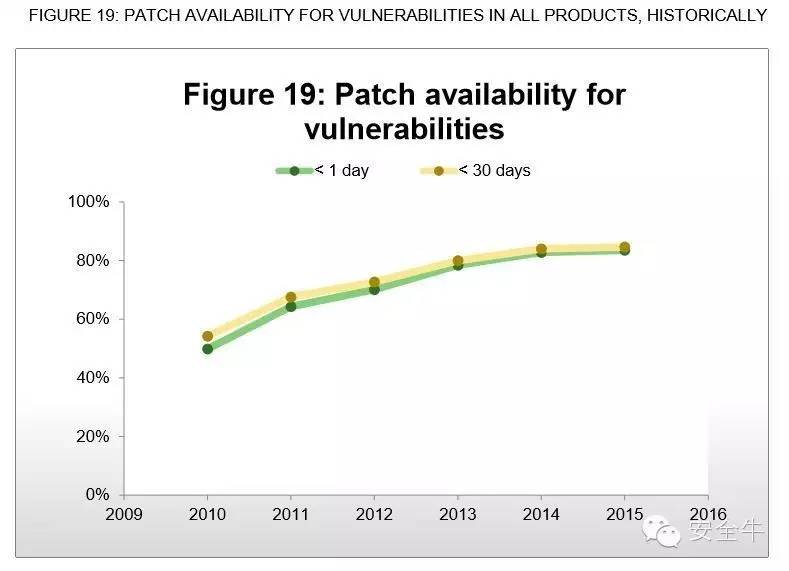 FIGURE 19: PATCH AVAILABILITY FOR VULNERABILITIES IN ALL PRODUCTS, HISTORICALLY
Figure 19: Patch availability for
vulnerabilities
< 1 day < 30 days
100%
80%
60%
40%
20%
0%
2009 2010 2011 2012 2013 2014 2015 2016
安全牛